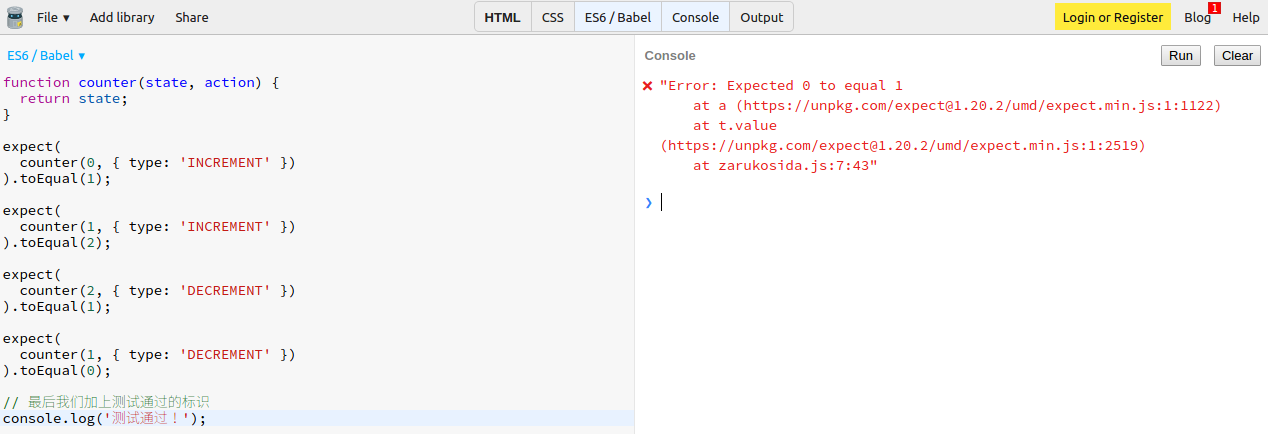 File ▾ Add library Share HTML CSS ES6 / Babel Console Output Login or Register Blog 1 Help
ES6 / Babel ▾
function counter(state, action) {
  return state;
}
expect(
  counter(0, { type: 'INCREMENT' })
).toEqual(1);
expect(
  counter(1, { type: 'INCREMENT' })
).toEqual(2);
expect(
  counter(2, { type: 'DECREMENT' })
).toEqual(1);
expect(
  counter(1, { type: 'DECREMENT' })
).toEqual(0);
// 最后我们加上测试通过的标识
console.log('测试通过！');
Console Run Clear
"Error: Expected 0 to equal 1
    at a (https://unpkg.com/expect@1.20.2/umd/expect.min.js:1:1122)
    at t.value
(https://unpkg.com/expect@1.20.2/umd/expect.min.js:1:2519)
    at zarukosida.js:7:43"